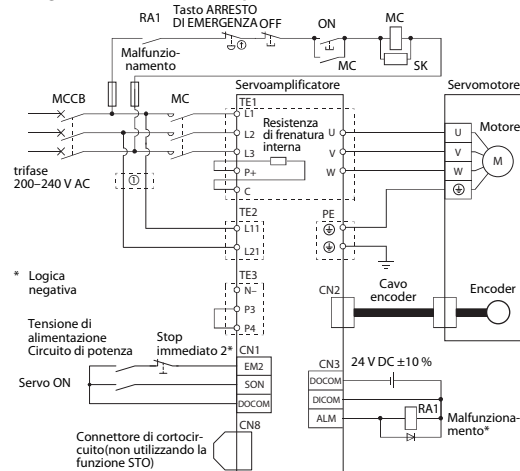 RA1
Tasto ARRESTO
DI EMERGENZA
①
OFF
ON
MC
MC
SK
Malfunzio-
namento
MCCB
MC
trifase
200–240 V AC
①
Servoamplificatore
TE1
L1
L2
L3
P+
C
Resistenza
di frenatura
interna
U
V
W
TE2
L11
L21
PE
Servomotore
U
V
W
Motore
M
* Logica
negativa
TE3
N–
P3
P4
CN2
Cavo
encoder
Encoder
Tensione di
alimentazione
Circuito di potenza
Stop
immediato 2*
Servo ON
CN1
EM2
SON
DOCOM
CN3
DOCOM
DICOM
ALM
24 V DC ±10 %
RA1
Malfunziona-
mento*
CN8
Connettore di cortocir-
cuito(non utilizzando la
funzione STO)